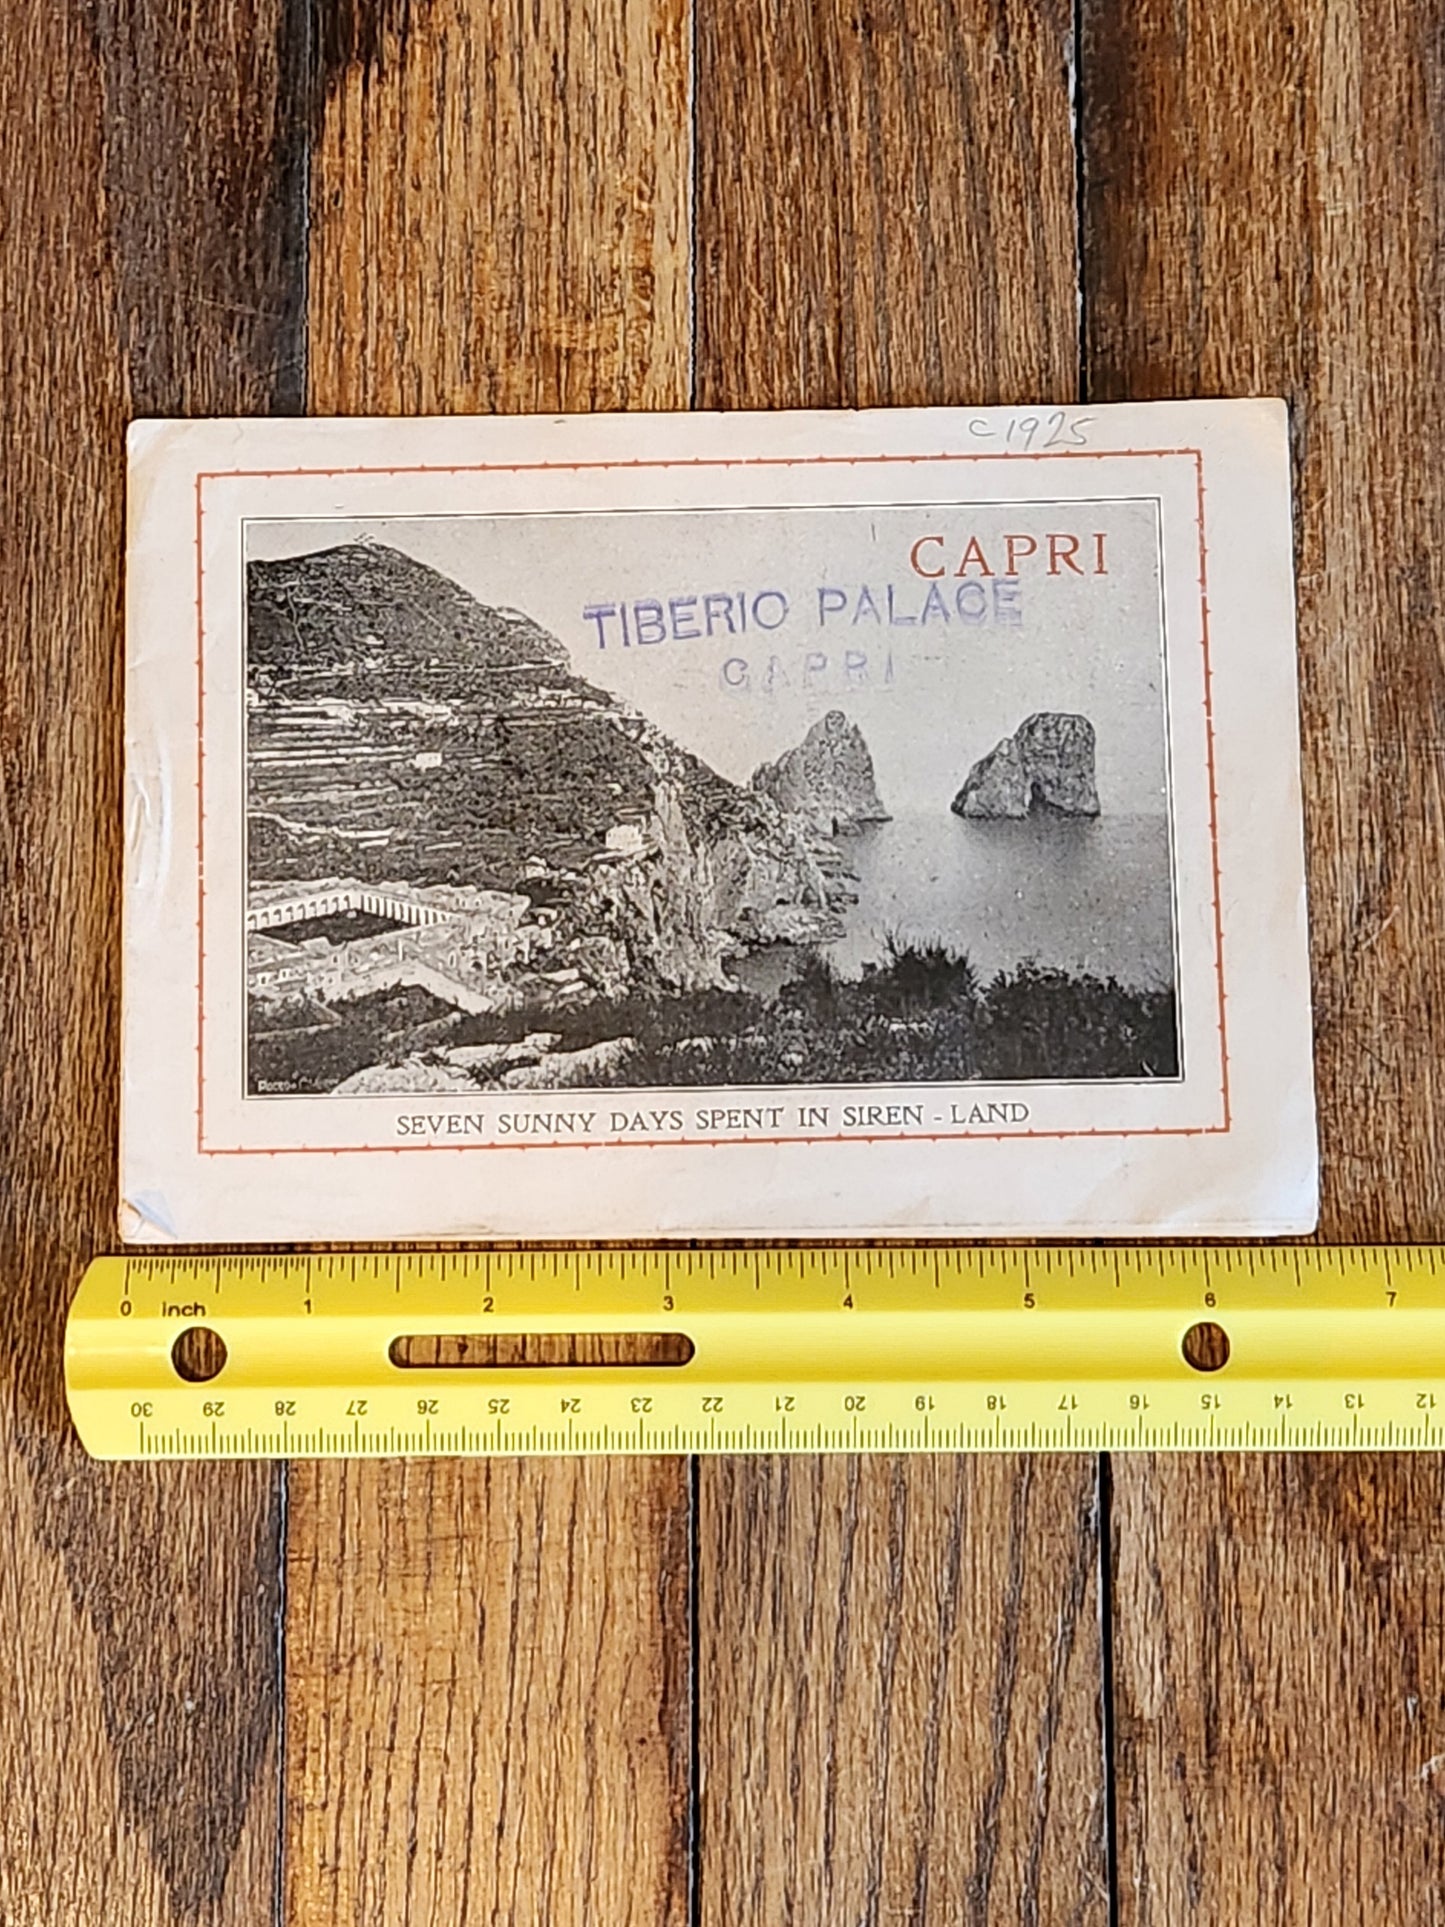 c 1925
CAPRI
TIBERIO PALACE
CAPRI
SEVEN SUNNY DAYS SPENT IN SIREN - LAND
0 inch 1 2 3 4 5 6 7
30 29 28 27 26 25 24 23 22 21 20 19 18 17 16 15 14 13 12